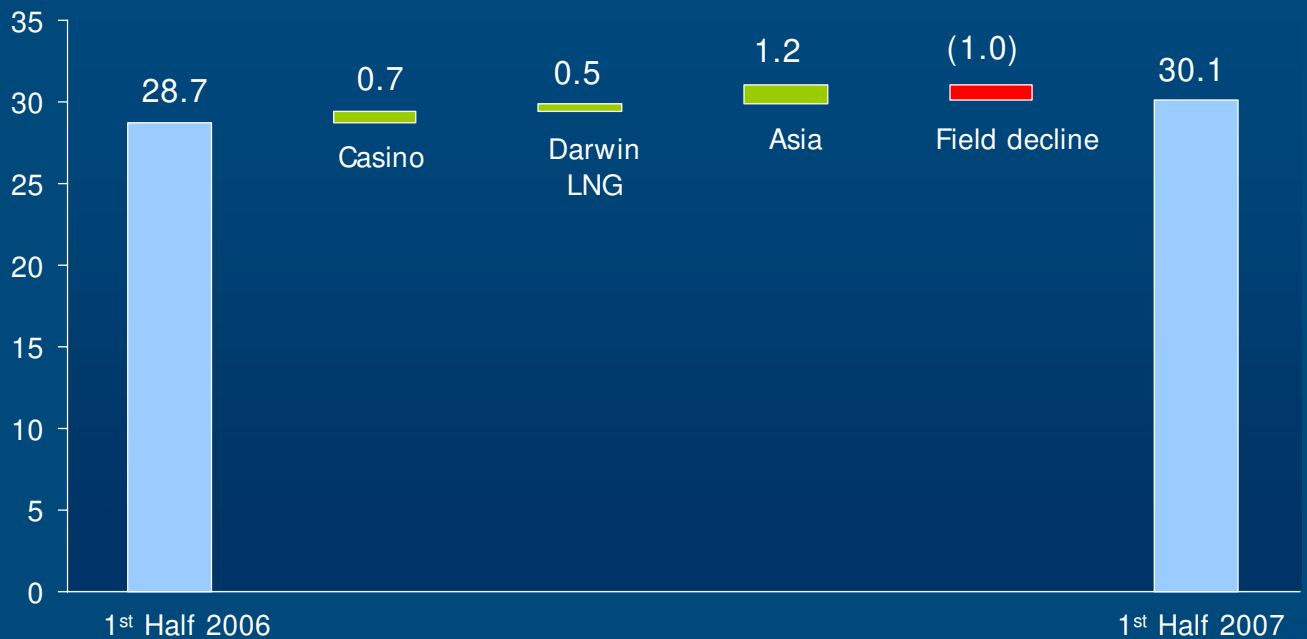 35
30
25
20
15
10
5
0
28.7
0.7
0.5
1.2
(1.0)
30.1
Casino
Darwin
LNG
Asia
Field decline
1st Half 2006
1st Half 2007